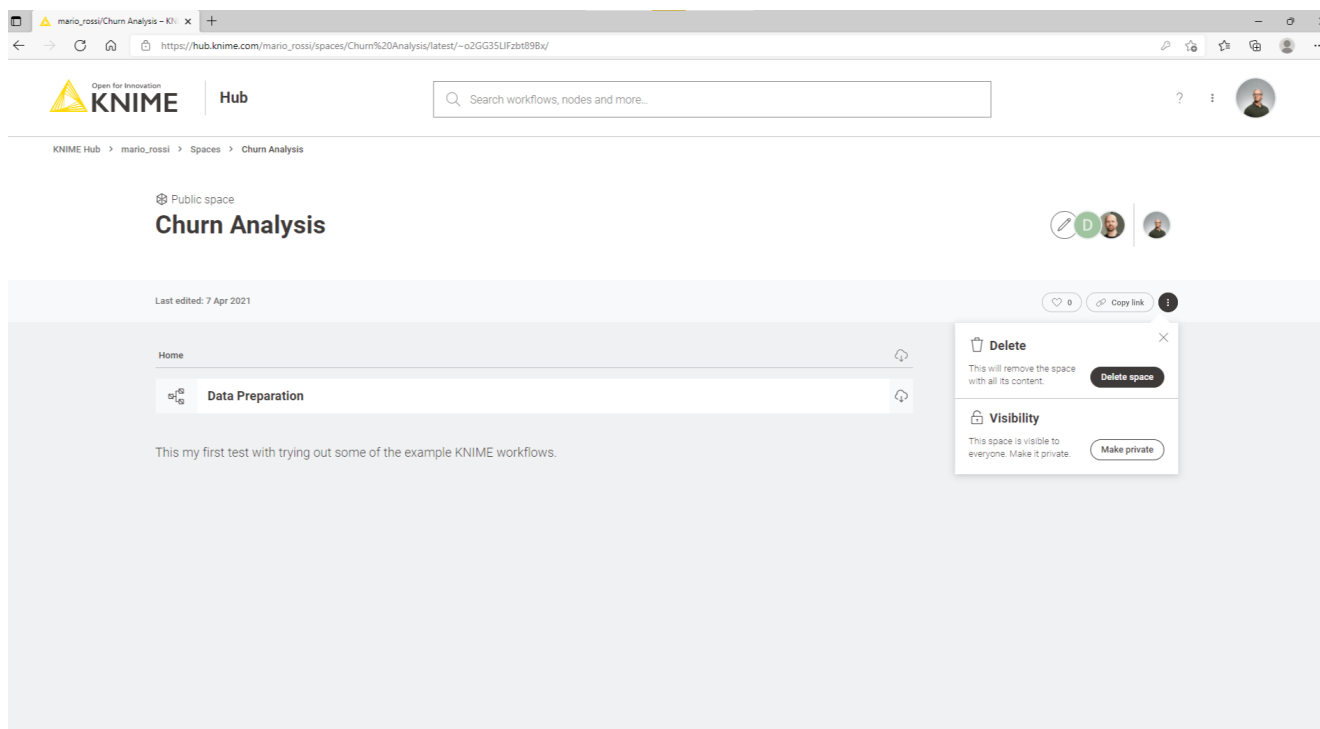 mario_rossi/Churn Analysis – KN
https://hub.knime.com/mario_rossi/spaces/Churn%20Analysis/latest/~o2GG35LIFzbt89Bx/
Open for Innovation
KNIME
Hub
Search workflows, nodes and more...
?
KNIME Hub > mario_rossi > Spaces > Churn Analysis
Public space
Churn Analysis
D
Last edited: 7 Apr 2021
0
Copy link
Home
Delete
This will remove the space
with all its content.
Delete space
Data Preparation
Visibility
This space is visible to
everyone. Make it private.
Make private
This my first test with trying out some of the example KNIME workflows.